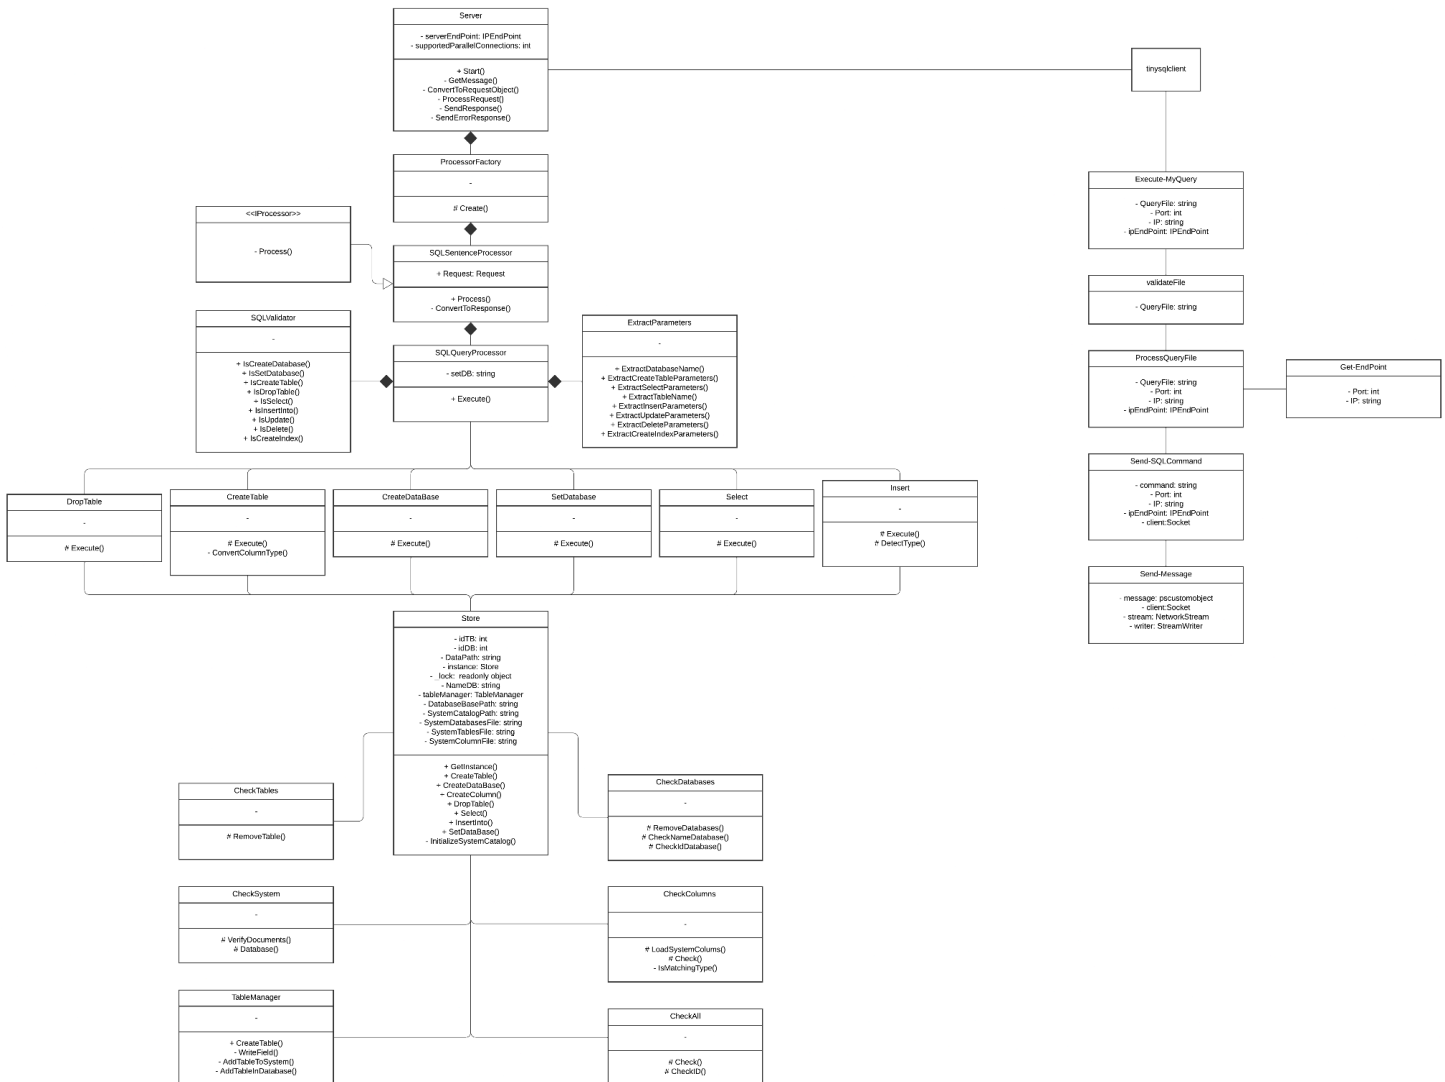 Server
- serverEndPoint: IPEndPoint
- supportedParallelConnections: int
+ Start()
- GetMessage()
- ConvertToRequestObject()
- ProcessRequest()
- SendResponse()
- SendErrorResponse()
tinysqlclient
ProcessorFactory
-
# Create()
Execute-MyQuery
- QueryFile: string
- Port: int
- IP: string
- ipEndPoint: IPEndPoint
<<IProcessor>>
- Process()
SQLSentenceProcessor
+ Request: Request
+ Process()
- ConvertToResponse()
validateFile
- QueryFile: string
SQLValidator
-
+ IsCreateDatabase()
+ IsSetDatabase()
+ IsCreateTable()
+ IsDropTable()
+ IsSelect()
+ IsInsertInto()
+ IsUpdate()
+ IsDelete()
+ IsCreateIndex()
SQLQueryProcessor
- setDB: string
+ Execute()
ExtractParameters
-
+ ExtractDatabaseName()
+ ExtractCreateTableParameters()
+ ExtractSelectParameters()
+ ExtractTableName()
+ ExtractInsertParameters()
+ ExtractUpdateParameters()
+ ExtractDeleteParameters()
+ ExtractCreateIndexParameters()
ProcessQueryFile
- QueryFile: string
- Port: int
- IP: string
- ipEndPoint: IPEndPoint
Get-EndPoint
- Port: int
- IP: string
Send-SQLCommand
- command: string
- Port: int
- IP: string
- ipEndPoint: IPEndPoint
- client:Socket
DropTable
-
# Execute()
CreateTable
-
# Execute()
- ConvertColumnType()
CreateDataBase
-
# Execute()
SetDatabase
-
# Execute()
Select
-
# Execute()
Insert
-
# Execute()
# DetectType()
Send-Message
- message: pscustomobject
- client:Socket
- stream: NetworkStream
- writer: StreamWriter
Store
- idTB: int
- idDB: int
- DataPath: string
- instance: Store
- _lock: readonly object
- NameDB: string
- tableManager: TableManager
- DatabaseBasePath: string
- SystemCatalogPath: string
- SystemDatabasesFile: string
- SystemTablesFile: string
- SystemColumnFile: string
+ GetInstance()
+ CreateTable()
+ CreateDataBase()
+ CreateColumn()
+ DropTable()
+ Select()
+ InsertInto()
+ SetDataBase()
- InitializeSystemCatalog()
CheckTables
-
# RemoveTable()
CheckDatabases
-
# RemoveDatabases()
# CheckNameDatabase()
# CheckIdDatabase()
CheckSystem
-
# VerifyDocuments()
# Database()
CheckColumns
-
# LoadSystemColums()
# Check()
- IsMatchingType()
TableManager
-
+ CreateTable()
- WriteField()
- AddTableToSystem()
- AddTableInDatabase()
CheckAll
-
# Check()
# CheckID()